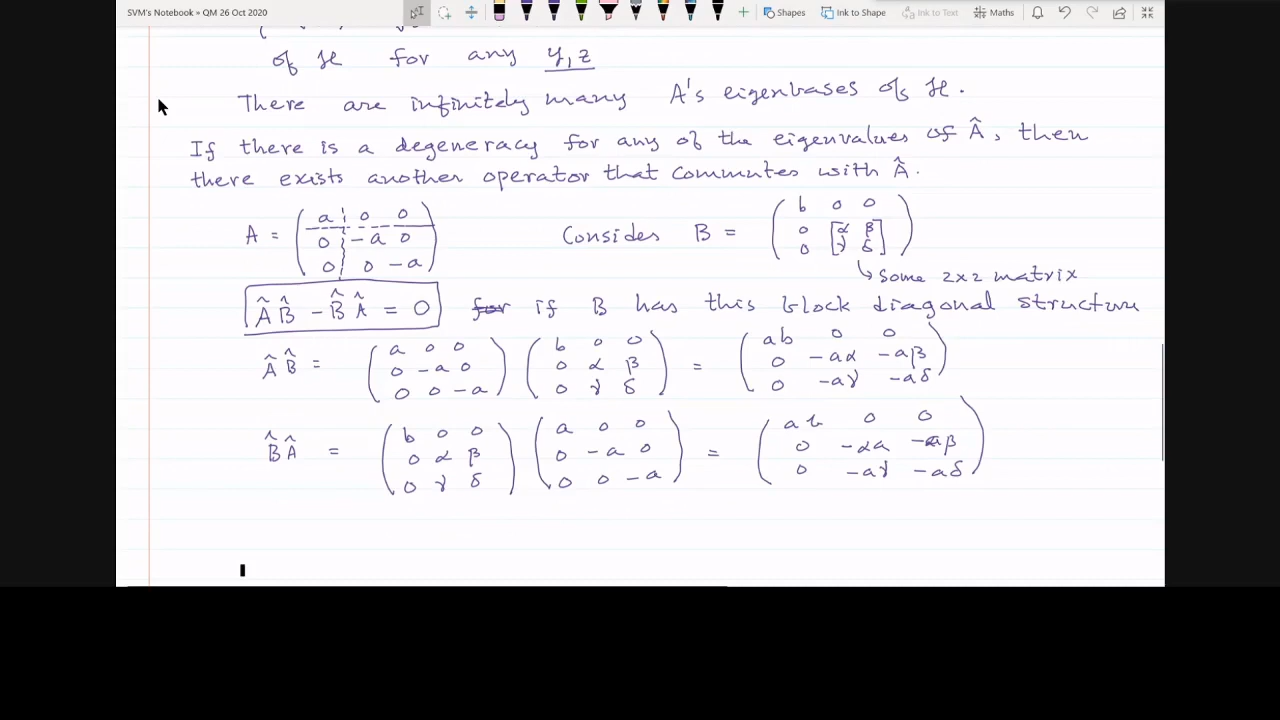 SVM's Notebook » QM 26 Oct 2020
Shapes Ink to Shape Ink to Text Maths
of ℋ for any y, z
There are infinitely many A's eigenbases of ℋ.
If there is a degeneracy for any of the eigenvalues of Â, then
there exists another operator that commutes with Â.
A = ( a 0 0 ; 0 -a 0 ; 0 0 -a ) Consider B = ( b 0 0 ; 0 α β ; 0 γ δ )
↳ some 2x2 matrix
Â B̂ - B̂ Â = 0 for if B has this block diagonal structure
Â B̂ = ( a 0 0 ; 0 -a 0 ; 0 0 -a ) ( b 0 0 ; 0 α β ; 0 γ δ ) = ( ab 0 0 ; 0 -aα -aβ ; 0 -aγ -aδ )
B̂ Â = ( b 0 0 ; 0 α β ; 0 γ δ ) ( a 0 0 ; 0 -a 0 ; 0 0 -a ) = ( ab 0 0 ; 0 -αa -aβ ; 0 -aγ -aδ )